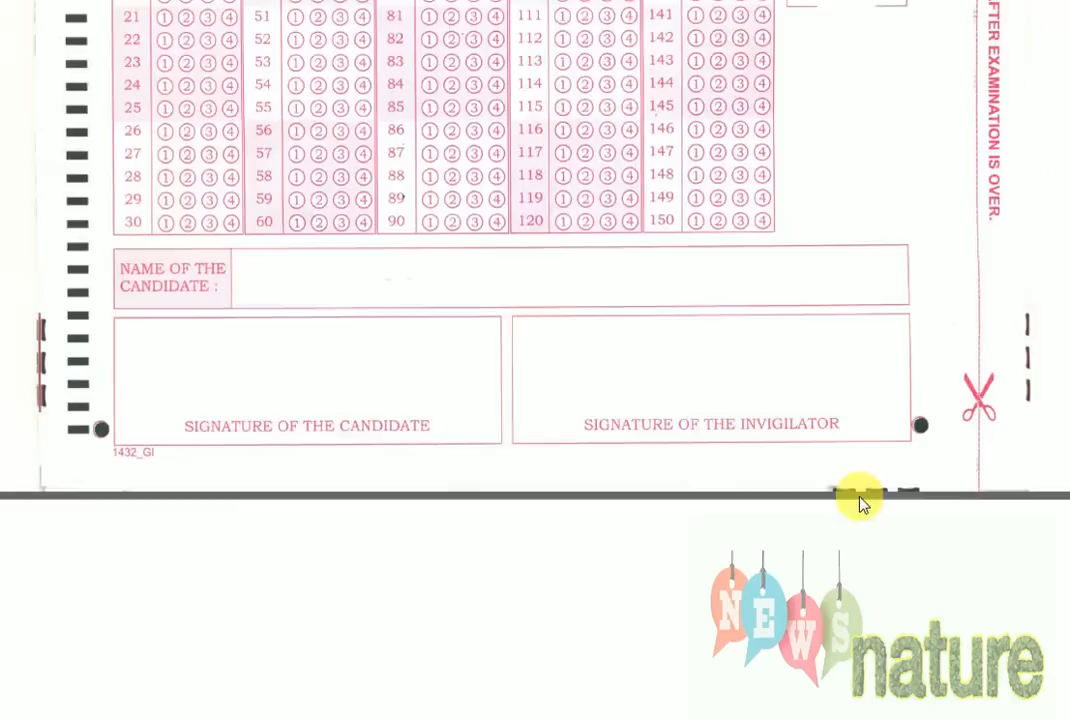 21 ① ② ③ ④ 51 ① ② ③ ④ 81 ① ② ③ ④ 111 ① ② ③ ④ 141 ① ② ③ ④
22 ① ② ③ ④ 52 ① ② ③ ④ 82 ① ② ③ ④ 112 ① ② ③ ④ 142 ① ② ③ ④
23 ① ② ③ ④ 53 ① ② ③ ④ 83 ① ② ③ ④ 113 ① ② ③ ④ 143 ① ② ③ ④
24 ① ② ③ ④ 54 ① ② ③ ④ 84 ① ② ③ ④ 114 ① ② ③ ④ 144 ① ② ③ ④
25 ① ② ③ ④ 55 ① ② ③ ④ 85 ① ② ③ ④ 115 ① ② ③ ④ 145 ① ② ③ ④
26 ① ② ③ ④ 56 ① ② ③ ④ 86 ① ② ③ ④ 116 ① ② ③ ④ 146 ① ② ③ ④
27 ① ② ③ ④ 57 ① ② ③ ④ 87 ① ② ③ ④ 117 ① ② ③ ④ 147 ① ② ③ ④
28 ① ② ③ ④ 58 ① ② ③ ④ 88 ① ② ③ ④ 118 ① ② ③ ④ 148 ① ② ③ ④
29 ① ② ③ ④ 59 ① ② ③ ④ 89 ① ② ③ ④ 119 ① ② ③ ④ 149 ① ② ③ ④
30 ① ② ③ ④ 60 ① ② ③ ④ 90 ① ② ③ ④ 120 ① ② ③ ④ 150 ① ② ③ ④
NAME OF THE
CANDIDATE :
SIGNATURE OF THE CANDIDATE
SIGNATURE OF THE INVIGILATOR
1432_GI
EXAMINATION IS OVER.
NEWS
nature